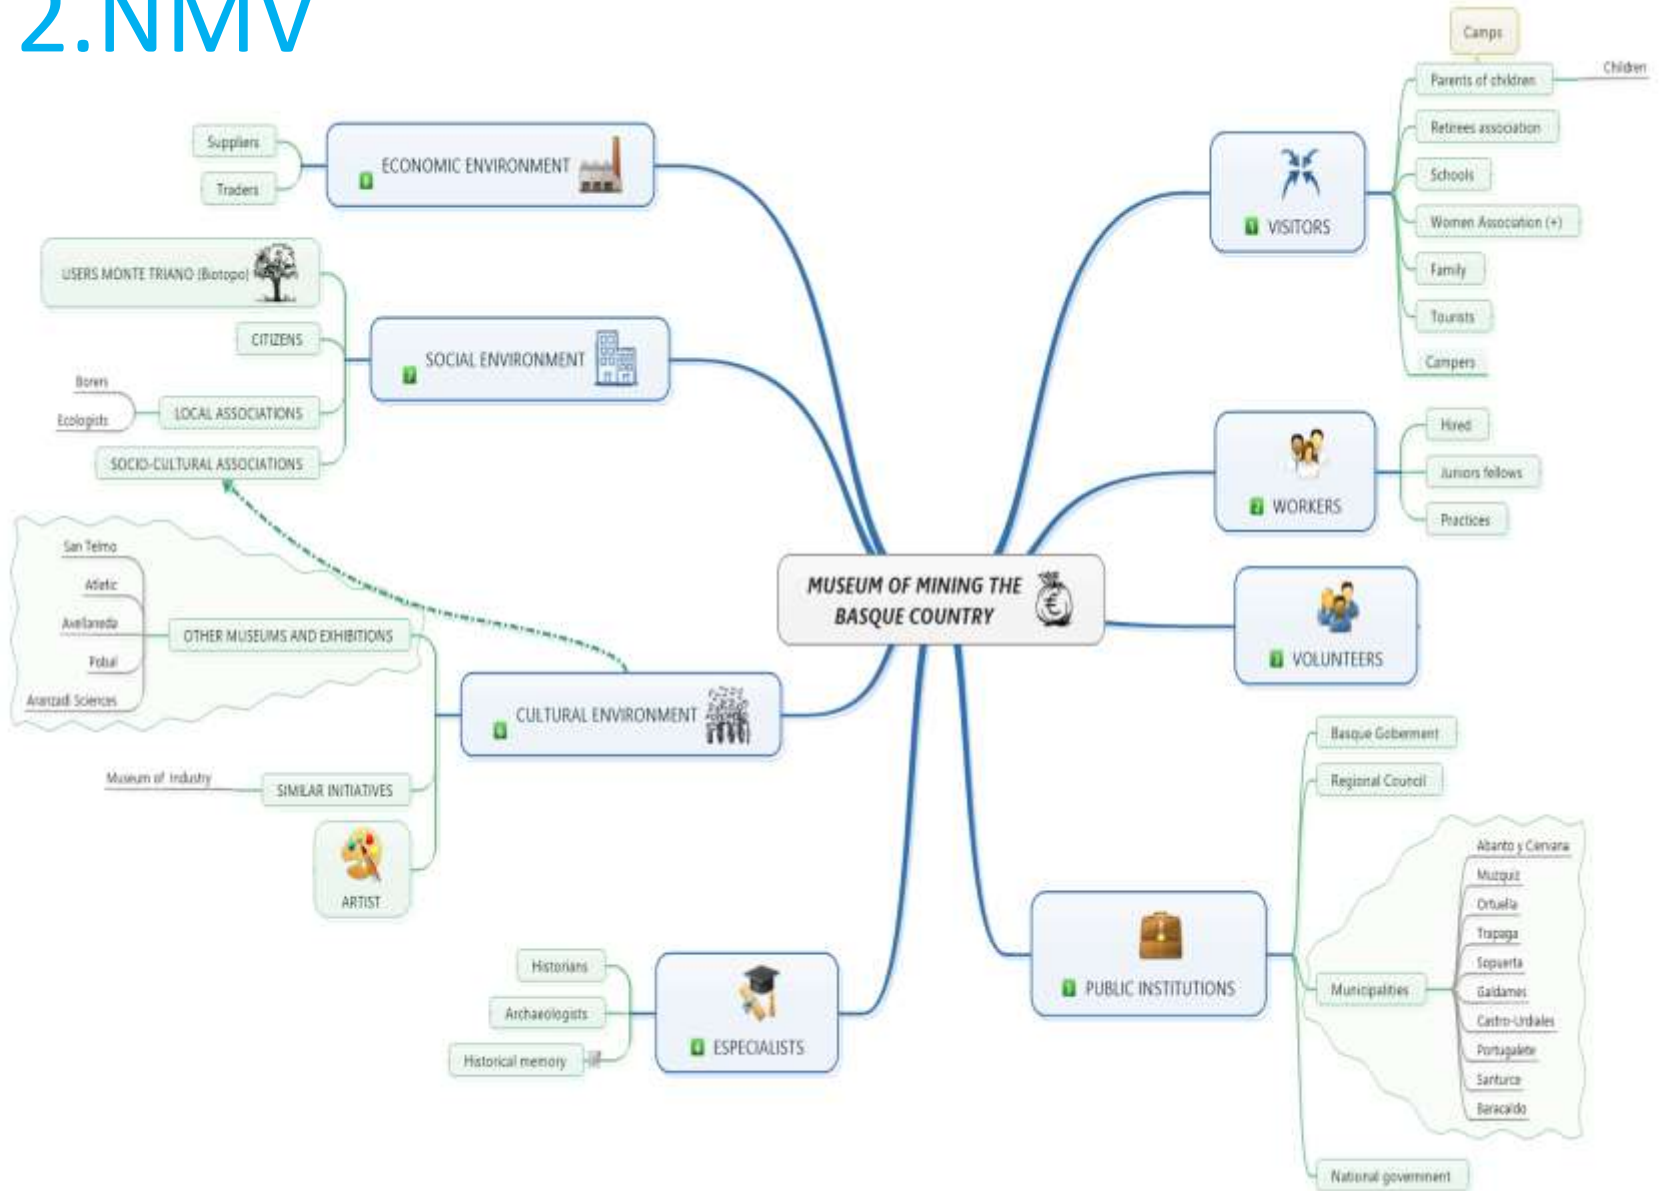 2.NMV
Camps
Parents of children
Children
Retirees association
Schools
Women Association (+)
Family
Tourists
Campers
VISITORS
Hired
Juniors fellows
Practices
WORKERS
VOLUNTEERS
Basque Goberment
Regional Council
Municipalities
Abanto y Ciervana
Muzquiz
Ortuella
Trapaga
Sopuerta
Galdames
Castro-Urdiales
Portugalete
Santurce
Baracaldo
National government
PUBLIC INSTITUTIONS
MUSEUM OF MINING THE
BASQUE COUNTRY
ECONOMIC ENVIRONMENT
Suppliers
Traders
SOCIAL ENVIRONMENT
USERS MONTE TRIANO (Biotopo)
CITIZENS
LOCAL ASSOCIATIONS
Borers
Ecologists
SOCIO-CULTURAL ASSOCIATIONS
CULTURAL ENVIRONMENT
OTHER MUSEUMS AND EXHIBITIONS
San Telmo
Atletic
Avellaneda
Pobal
Aranzadi Sciences
SIMILAR INITIATIVES
Museum of Industry
ARTIST
ESPECIALISTS
Historians
Archaeologists
Historical memory